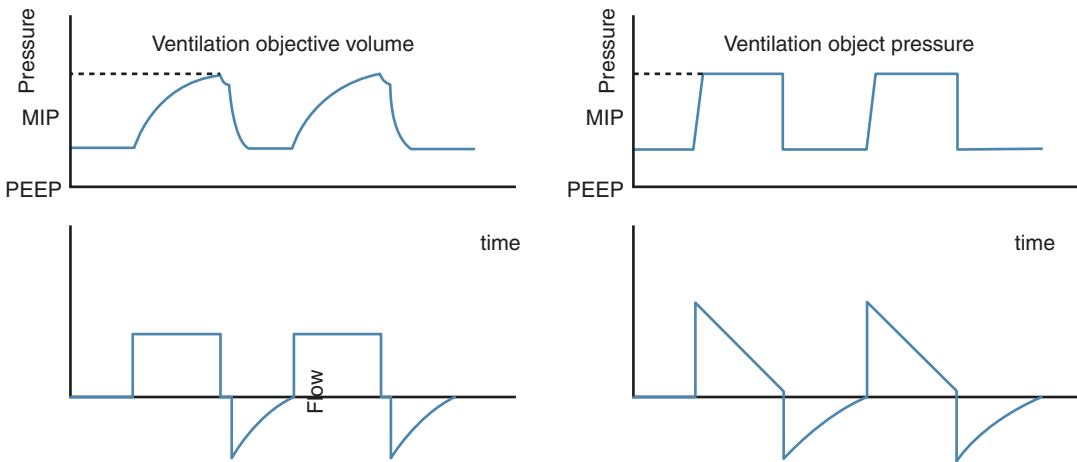 Pressure
Ventilation objective volume
MIP
PEEP
time
Flow
Pressure
Ventilation object pressure
MIP
PEEP
time